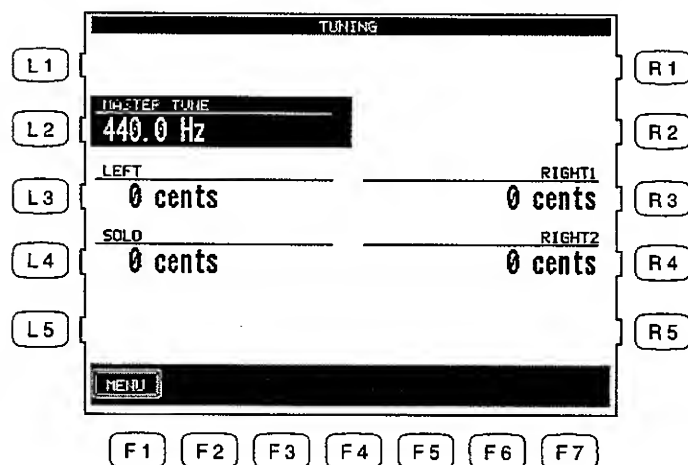 TUNING
L1
R1
MASTER TUNE
L2
440.0 Hz
R2
LEFT
RIGHT1
L3
0 cents
0 cents
R3
SOLO
RIGHT2
L4
0 cents
0 cents
R4
L5
R5
MENU
F1 F2 F3 F4 F5 F6 F7